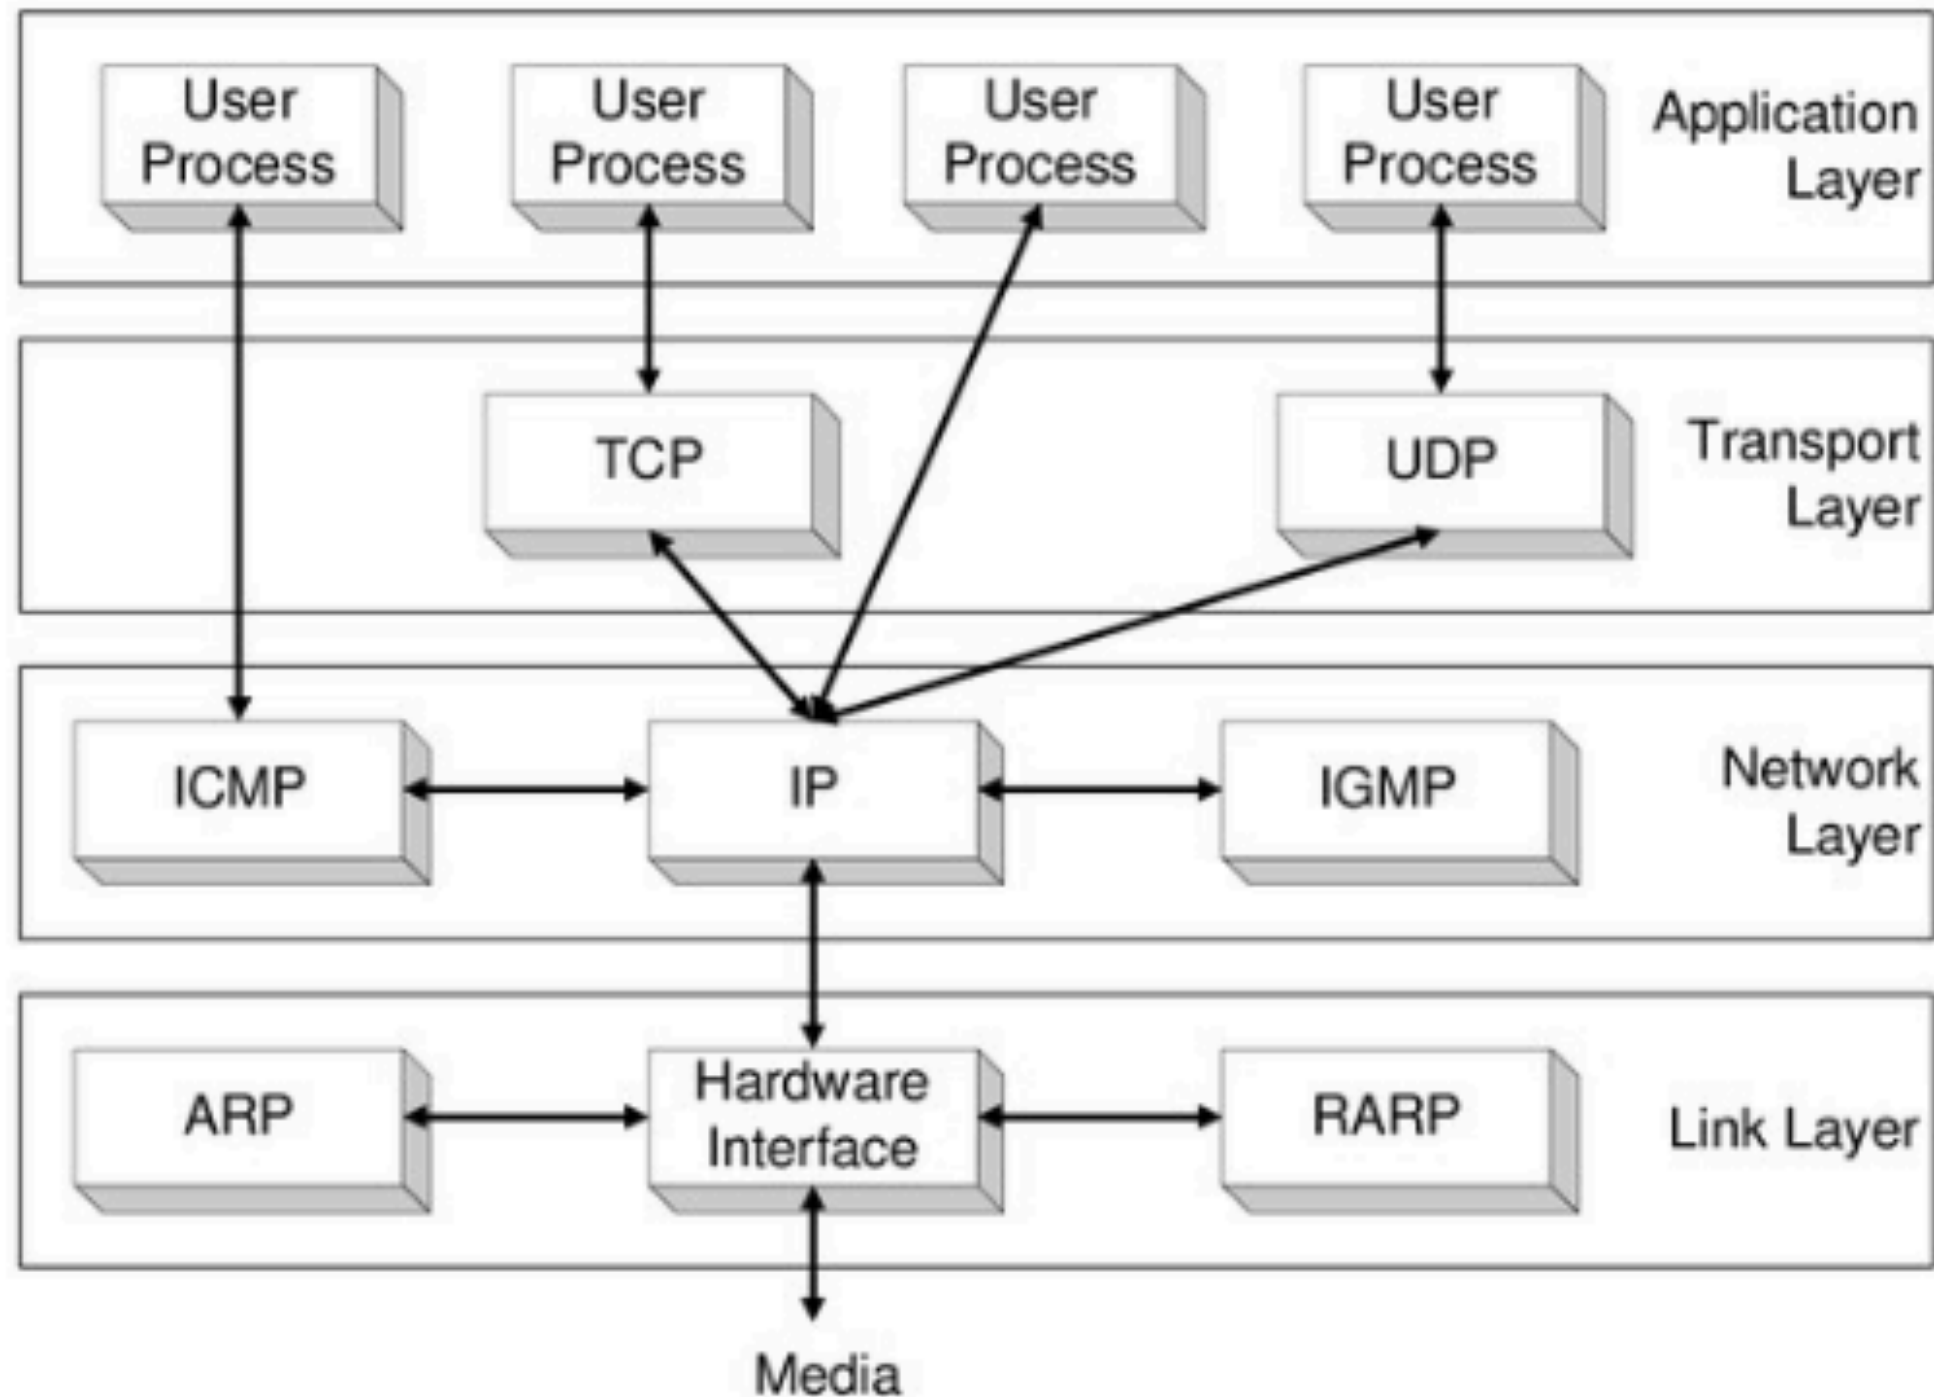 User
Process
User
Process
User
Process
User
Process
Application
Layer
TCP
UDP
Transport
Layer
ICMP
IP
IGMP
Network
Layer
ARP
Hardware
Interface
RARP
Link Layer
Media